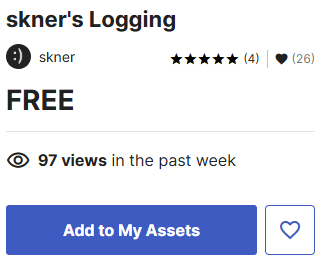 skner's Logging
:) skner (4) (26)
FREE
97 views in the past week
Add to My Assets